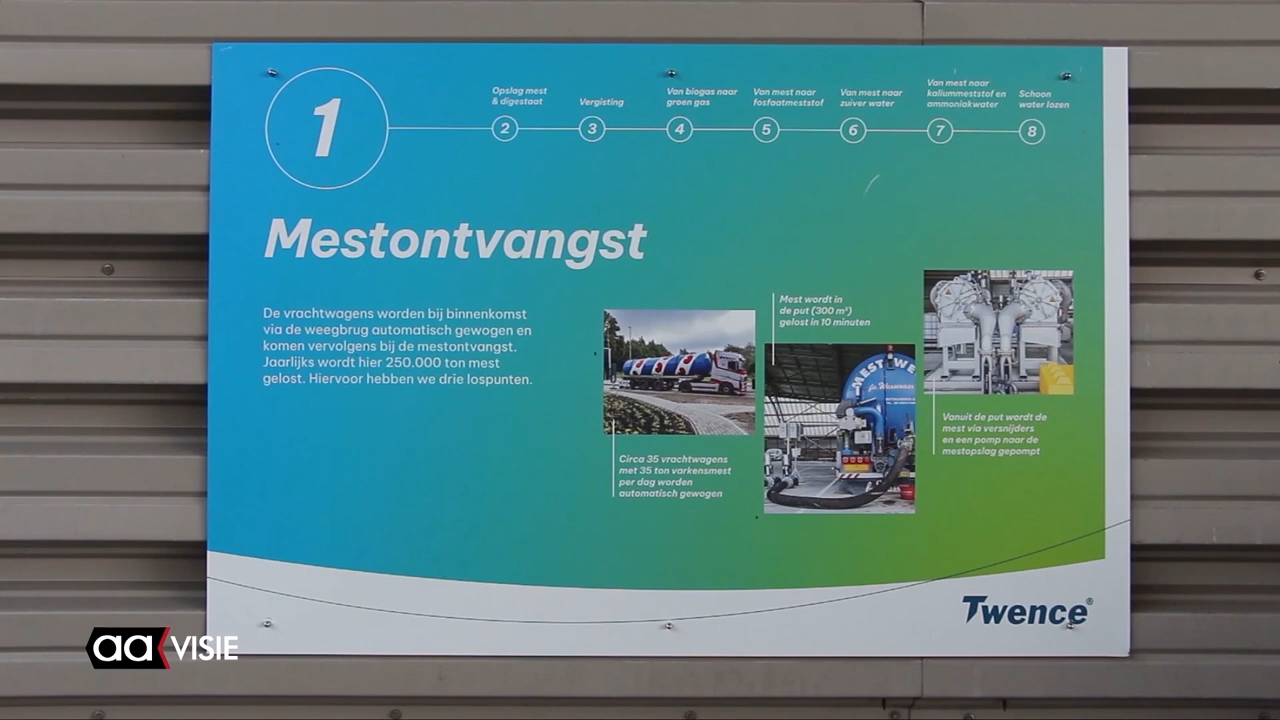 1
Opslag mest
& digestaat
2
Vergisting
3
Van biogas naar
groen gas
4
Van mest naar
fosfaatmeststof
5
Van mest naar
zuiver water
6
Van mest naar
kaliummeststof en
ammoniakwater
7
Schoon
water lozen
8
Mestontvangst
De vrachtwagens worden bij binnenkomst
via de weegbrug automatisch gewogen en
komen vervolgens bij de mestontvangst.
Jaarlijks wordt hier 250.000 ton mest
gelost. Hiervoor hebben we drie lospunten.
Circa 35 vrachtwagens
met 35 ton varkensmest
per dag worden
automatisch gewogen
Mest wordt in
de put (300 m³)
gelost in 10 minuten
MEST
Vanuit de put wordt de
mest via versnijders
en een pomp naar de
mestopslag gepompt
Twence®
aa VISIE